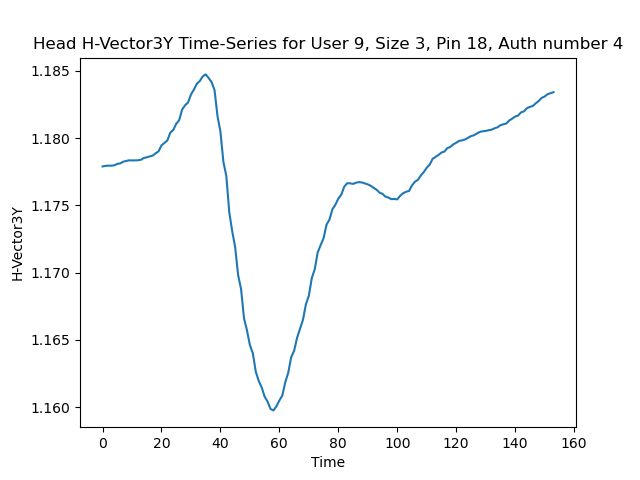 Head H-Vector3Y Time-Series for User 9, Size 3, Pin 18, Auth number 4
1.185
1.180
1.175
1.170
1.165
1.160
H-Vector3Y
0 20 40 60 80 100 120 140 160
Time